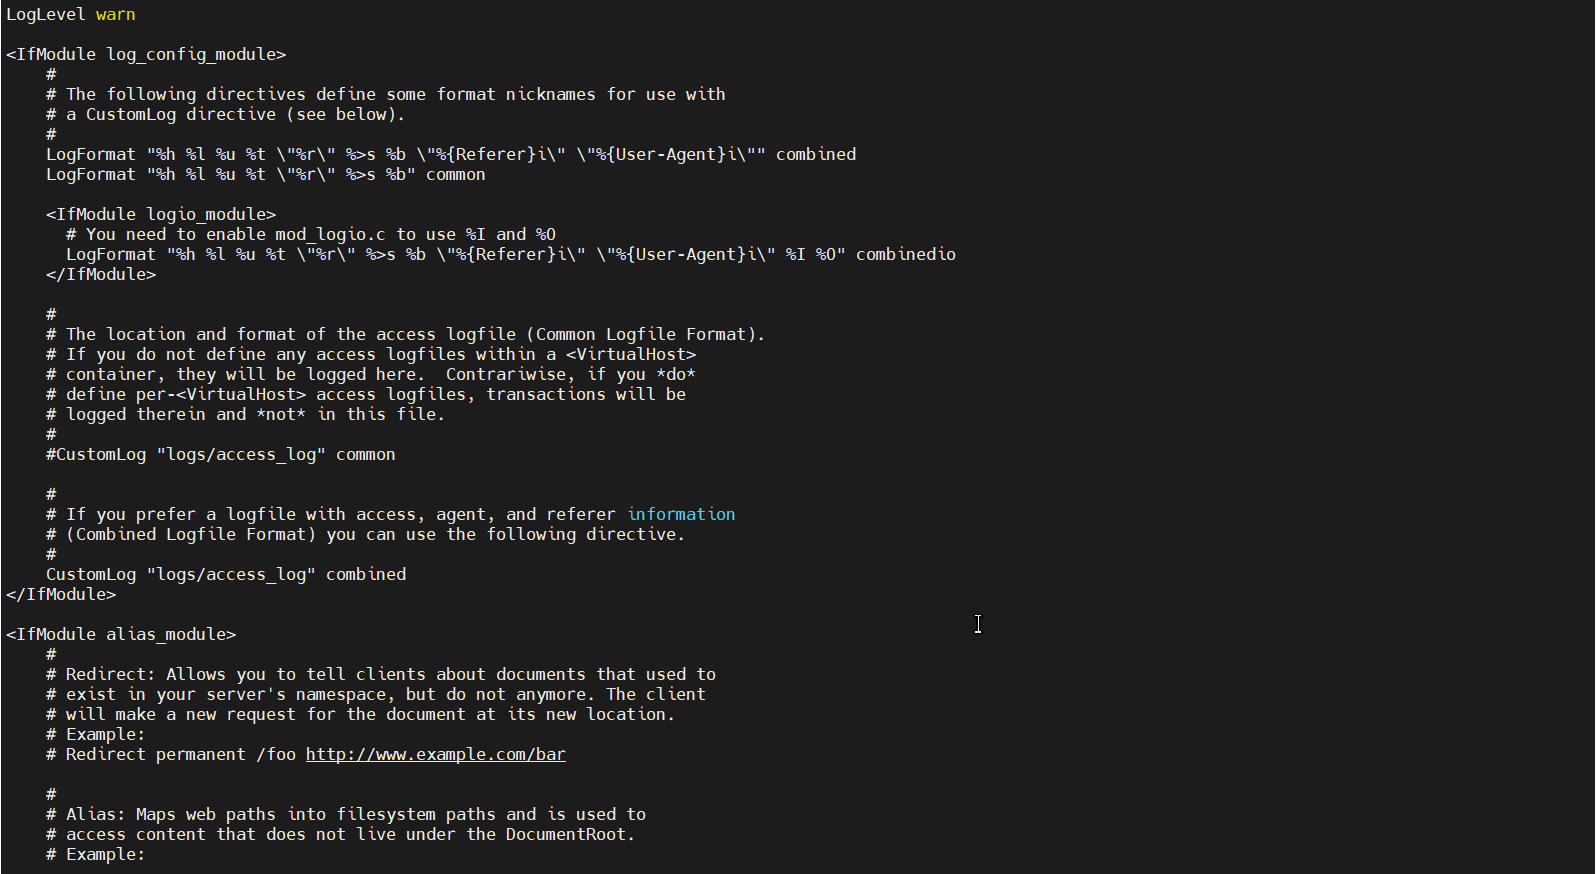 LogLevel warn
<IfModule log_config_module>
#
# The following directives define some format nicknames for use with
# a CustomLog directive (see below).
#
LogFormat "%h %l %u %t \"%r\" %>s %b \"%{Referer}i\" \"%{User-Agent}i\"" combined
LogFormat "%h %l %u %t \"%r\" %>s %b" common
<IfModule logio_module>
# You need to enable mod_logio.c to use %I and %O
LogFormat "%h %l %u %t \"%r\" %>s %b \"%{Referer}i\" \"%{User-Agent}i\" %I %O" combinedio
</IfModule>
#
# The location and format of the access logfile (Common Logfile Format).
# If you do not define any access logfiles within a <VirtualHost>
# container, they will be logged here.  Contrariwise, if you *do*
# define per-<VirtualHost> access logfiles, transactions will be
# logged therein and *not* in this file.
#
#CustomLog "logs/access_log" common
#
# If you prefer a logfile with access, agent, and referer information
# (Combined Logfile Format) you can use the following directive.
#
CustomLog "logs/access_log" combined
</IfModule>
<IfModule alias_module>
#
# Redirect: Allows you to tell clients about documents that used to
# exist in your server's namespace, but do not anymore. The client
# will make a new request for the document at its new location.
# Example:
# Redirect permanent /foo http://www.example.com/bar
#
# Alias: Maps web paths into filesystem paths and is used to
# access content that does not live under the DocumentRoot.
# Example: